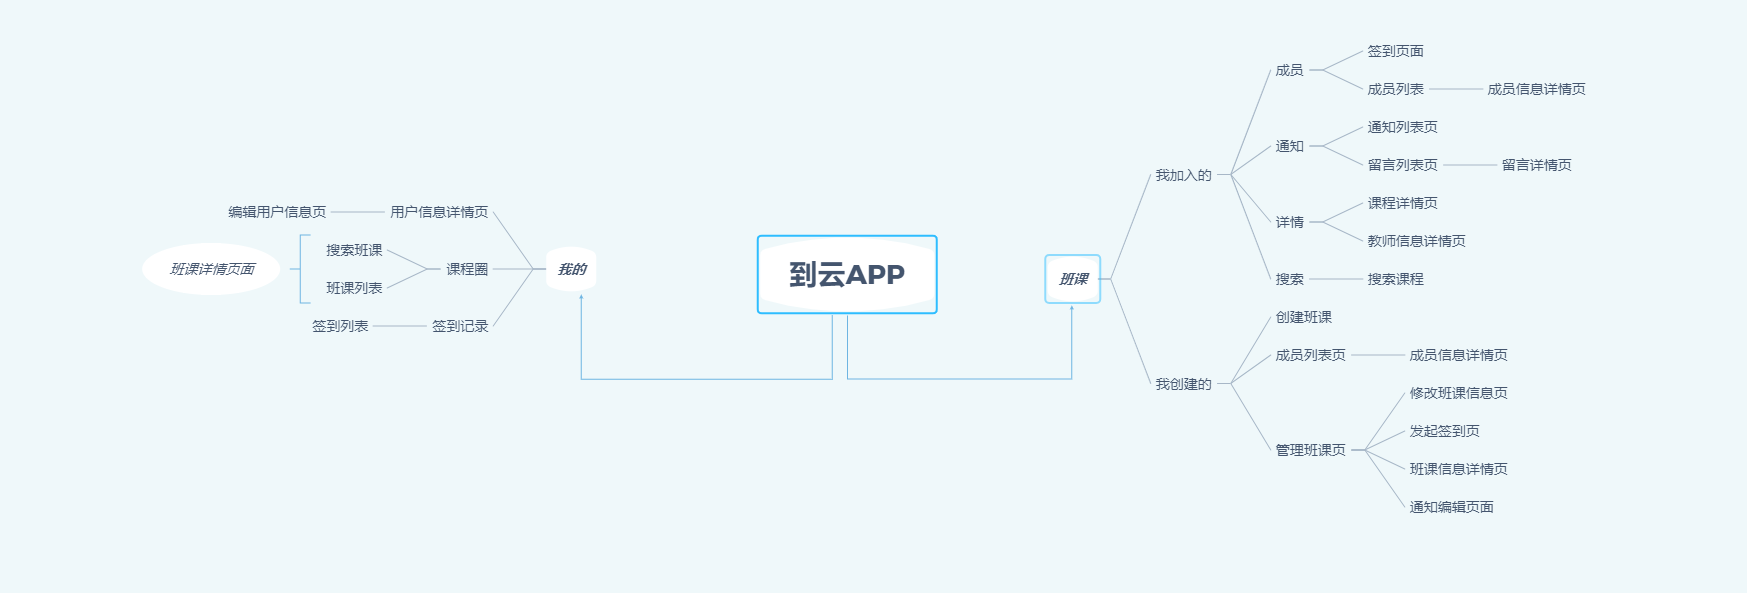 到云APP
我的
用户信息详情页
编辑用户信息页
课程圈
搜索班课
班课列表
班课详情页面
签到记录
签到列表
班课
我加入的
成员
签到页面
成员列表
成员信息详情页
通知
通知列表页
留言列表页
留言详情页
详情
课程详情页
教师信息详情页
搜索
搜索课程
我创建的
创建班课
成员列表页
成员信息详情页
管理班课页
修改班课信息页
发起签到页
班课信息详情页
通知编辑页面